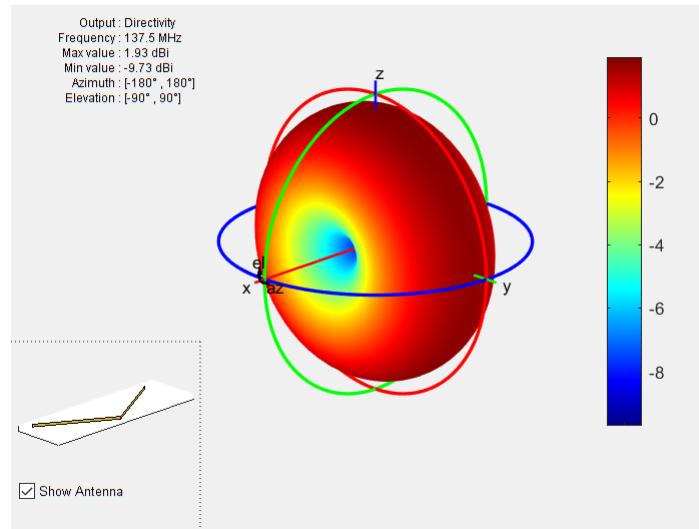 Output : Directivity
Frequency : 137.5 MHz
Max value : 1.93 dBi
Min value : -9.73 dBi
Azimuth : [-180° , 180°]
Elevation : [-90° , 90°]
z
el
x
az
y
0
-2
-4
-6
-8
Show Antenna